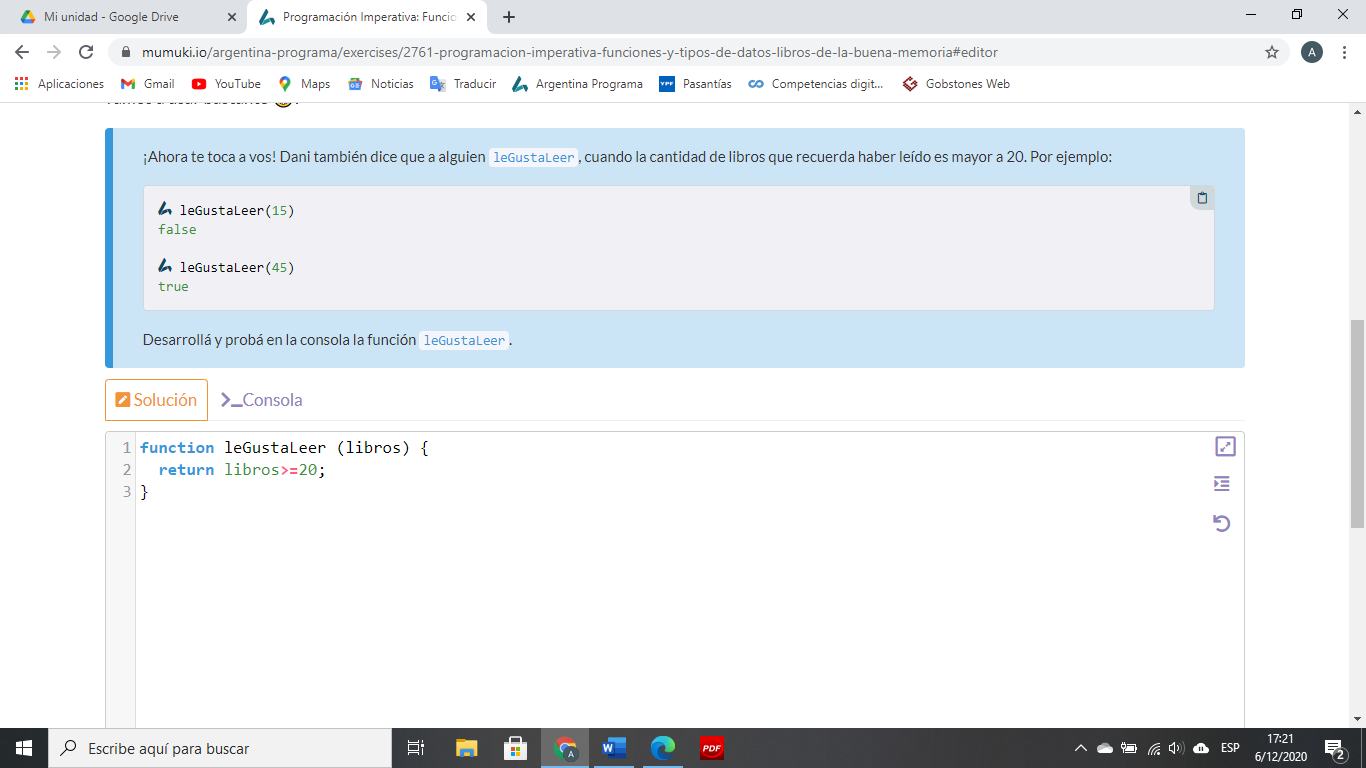 Mi unidad - Google Drive
Programación Imperativa: Funcio
mumuki.io/argentina-programa/exercises/2761-programacion-imperativa-funciones-y-tipos-de-datos-libros-de-la-buena-memoria#editor
A
Aplicaciones
Gmail
YouTube
Maps
Noticias
Traducir
Argentina Programa
YPF
Pasantías
Competencias digit...
Gobstones Web
¡Ahora te toca a vos! Dani también dice que a alguien leGustaLeer, cuando la cantidad de libros que recuerda haber leído es mayor a 20. Por ejemplo:
leGustaLeer(15)
false
leGustaLeer(45)
true
Desarrollá y probá en la consola la función leGustaLeer.
Solución
Consola
1 function leGustaLeer (libros) {
2 return libros>=20;
3 }
Escribe aquí para buscar
A
W
PDF
ESP
17:21
6/12/2020
2